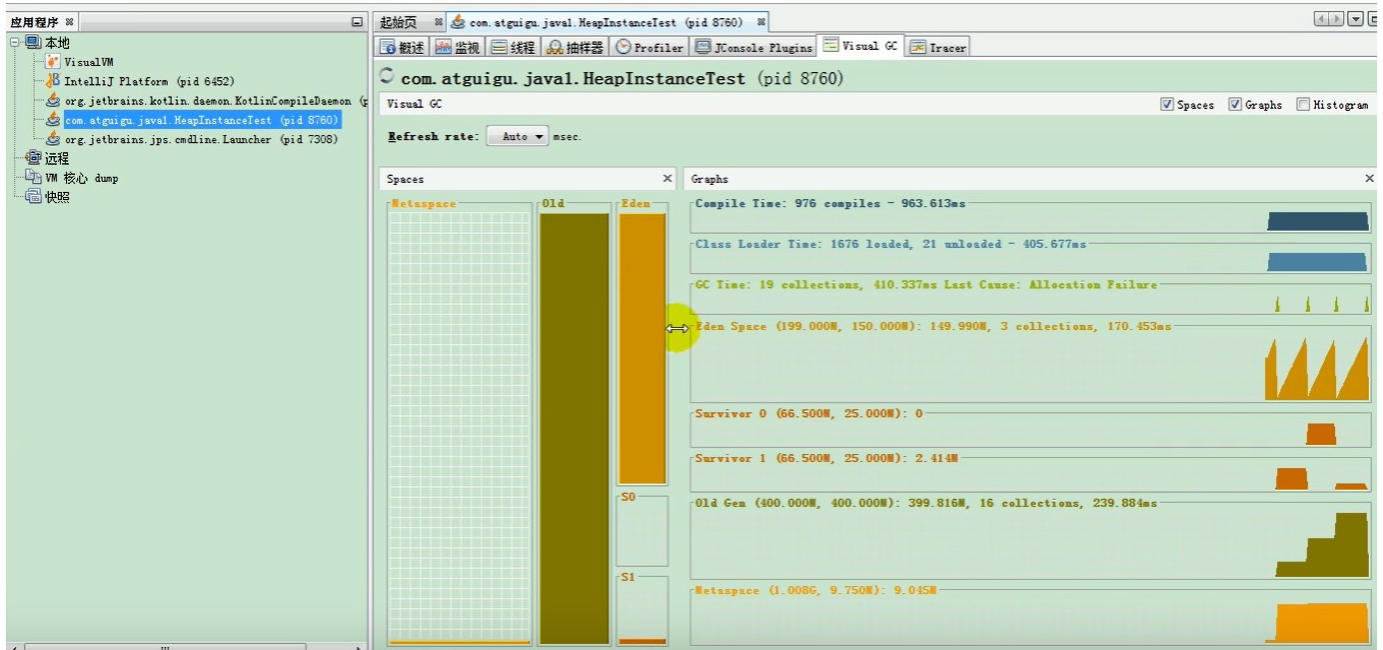 应用程序
本地
VisualVM
IntelliJ Platform (pid 6452)
org.jetbrains.kotlin.daemon.KotlinCompileDaemon (p
com.atguigu.java1.HeapInstanceTest (pid 8760)
org.jetbrains.jps.cmdline.Launcher (pid 7308)
远程
VM 核心 dump
快照
起始页 com.atguigu.java1.HeapInstanceTest (pid 8760)
概述 监视 线程 抽样器 Profiler JConsole Plugins Visual GC Tracer
com.atguigu.java1.HeapInstanceTest (pid 8760)
Visual GC Spaces Graphs Histogram
Refresh rate: Auto msec.
Spaces
Metaspace Old Eden
S0
S1
Graphs
Compile Time: 976 compiles - 963.613ms
Class Loader Time: 1676 loaded, 21 unloaded - 405.677ms
GC Time: 19 collections, 410.337ms Last Cause: Allocation Failure
Eden Space (199.000M, 150.000M): 149.990M, 3 collections, 170.453ms
Survivor 0 (66.500M, 25.000M): 0
Survivor 1 (66.500M, 25.000M): 2.414M
Old Gen (400.000M, 400.000M): 399.816M, 16 collections, 239.884ms
Metaspace (1.008G, 9.750M): 9.045M